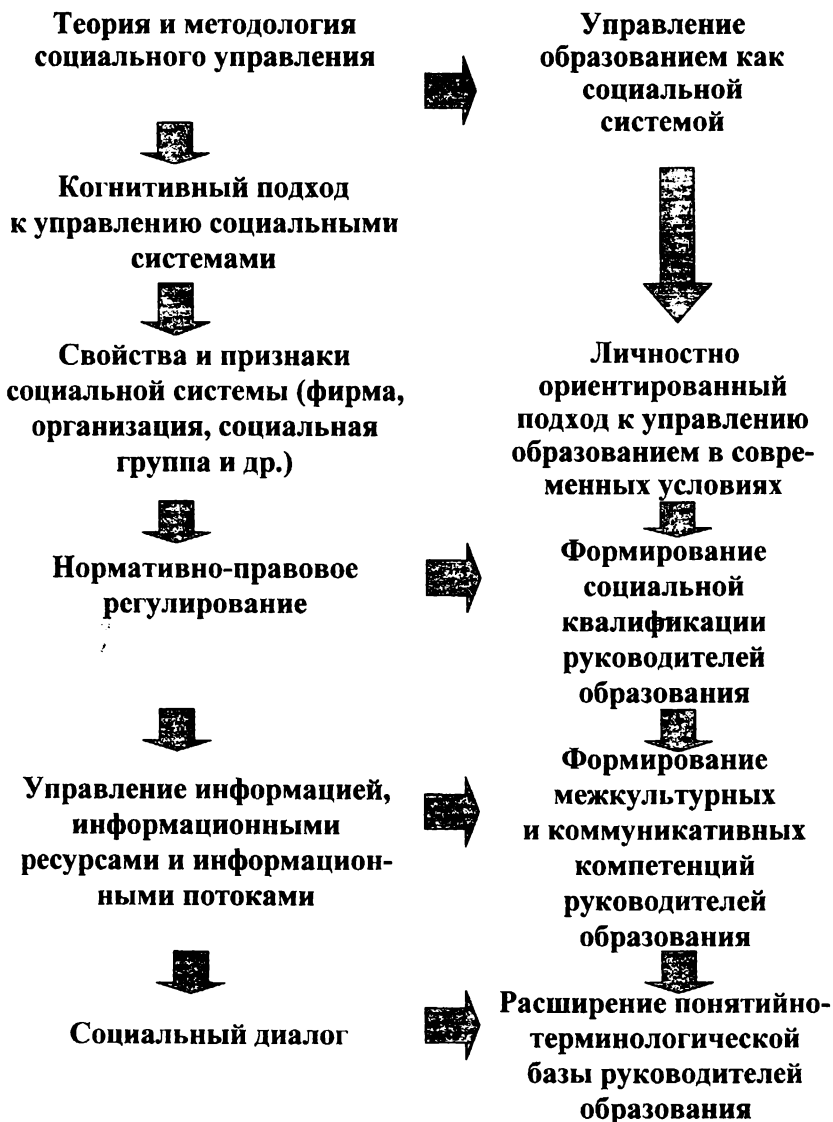 Теория и методология
социального управления
Управление
образованием как
социальной
системой
Когнитивный подход
к управлению социальными
системами
Свойства и признаки
социальной системы (фирма,
организация, социальная
группа и др.)
Личностно
ориентированный
подход к управлению
образованием в совре-
менных условиях
Нормативно-правовое
регулирование
Формирование
социальной
квалификации
руководителей
образования
Управление информацией,
информационными
ресурсами и информацион-
ными потоками
Формирование
межкультурных
и коммуникативных
компетенций
руководителей
образования
Социальный диалог
Расширение понятийно-
терминологической
базы руководителей
образования